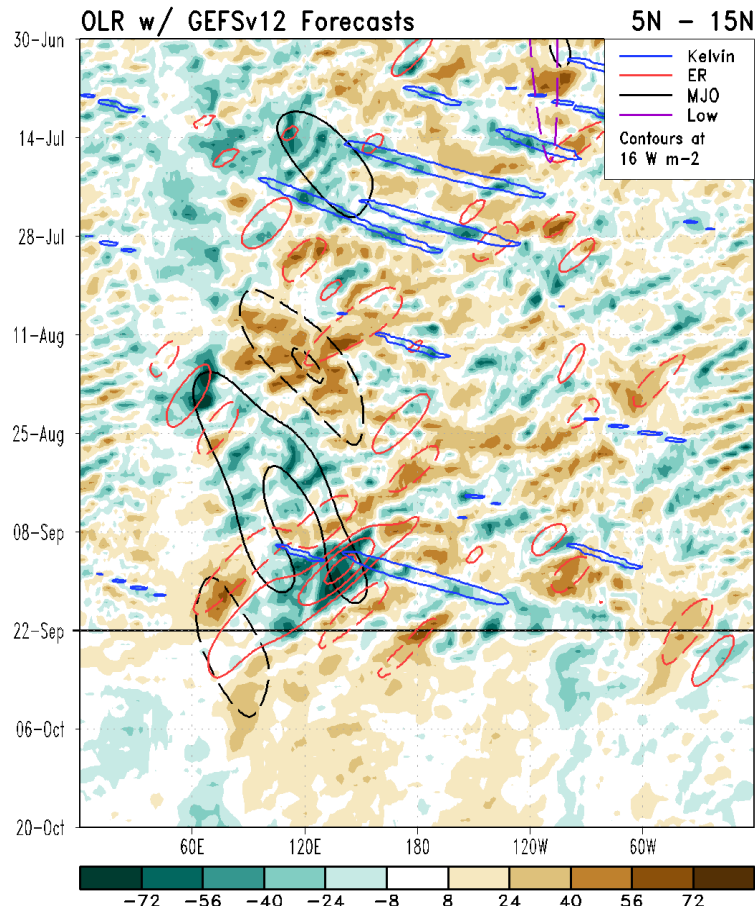 OLR w/ GEFSv12 Forecasts 5N - 15N
30-Jun
14-Jul
28-Jul
11-Aug
25-Aug
08-Sep
22-Sep
06-Oct
20-Oct
Kelvin
ER
MJO
Low
Contours at
16 W m-2
60E 120E 180 120W 60W
-72 -56 -40 -24 -8 8 24 40 56 72